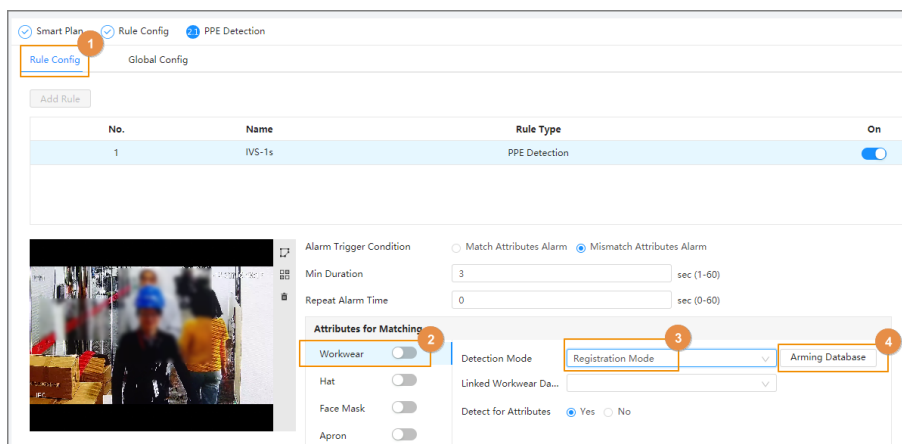 Smart Plan Rule Config 2.1 PPE Detection
1
Rule Config Global Config
Add Rule
No. Name Rule Type On
1 IVS-1s PPE Detection
Alarm Trigger Condition Match Attributes Alarm Mismatch Attributes Alarm
Min Duration 3 sec (1-60)
Repeat Alarm Time 0 sec (0-60)
Attributes for Matching
2
3
4
Workwear
Detection Mode Registration Mode Arming Database
Hat
Linked Workwear Da...
Face Mask
Detect for Attributes Yes No
Apron